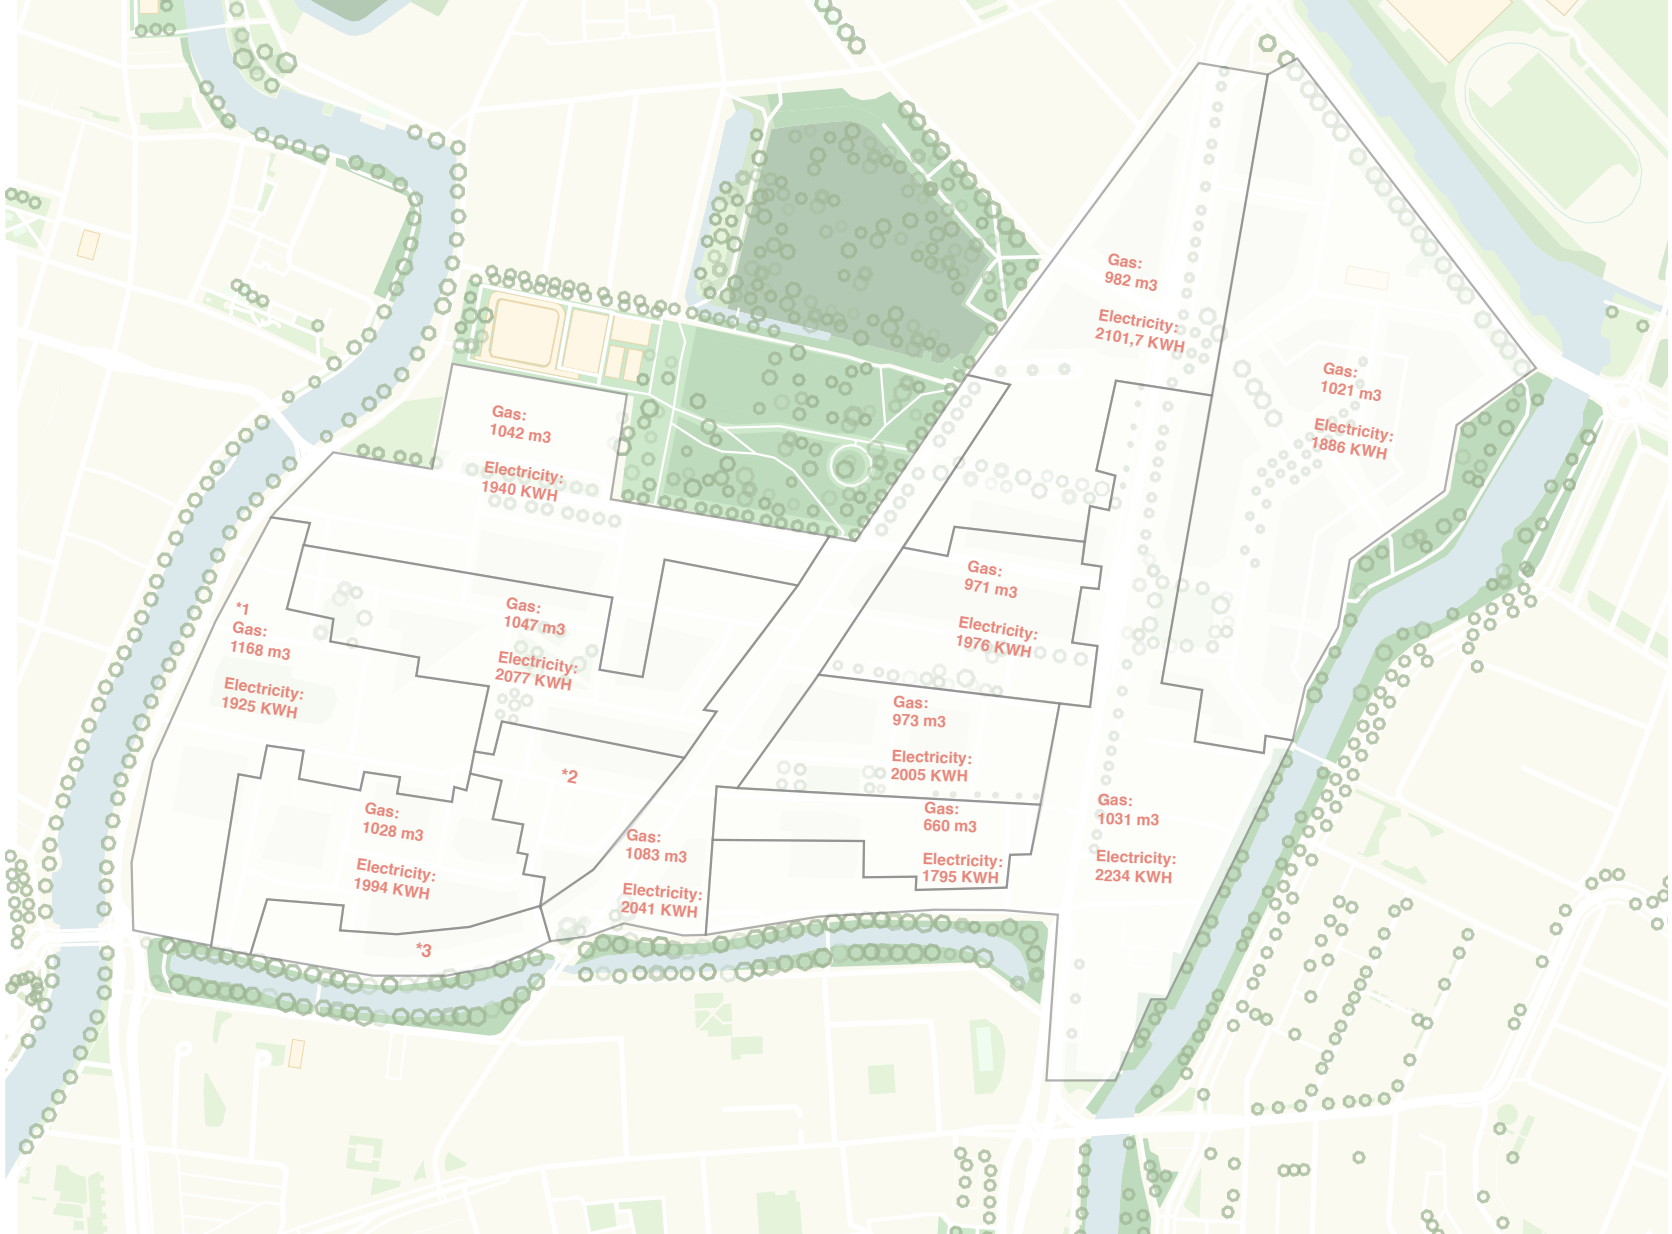 Gas:
982 m3
Electricity:
2101,7 KWH
Gas:
1021 m3
Electricity:
1886 KWH
Gas:
1042 m3
Electricity:
1940 KWH
Gas:
971 m3
Electricity:
1976 KWH
*1
Gas:
1168 m3
Electricity:
1925 KWH
Gas:
1047 m3
Electricity:
2077 KWH
Gas:
973 m3
Electricity:
2005 KWH
*2
Gas:
1028 m3
Electricity:
1994 KWH
Gas:
1083 m3
Electricity:
2041 KWH
Gas:
660 m3
Electricity:
1795 KWH
Gas:
1031 m3
Electricity:
2234 KWH
*3